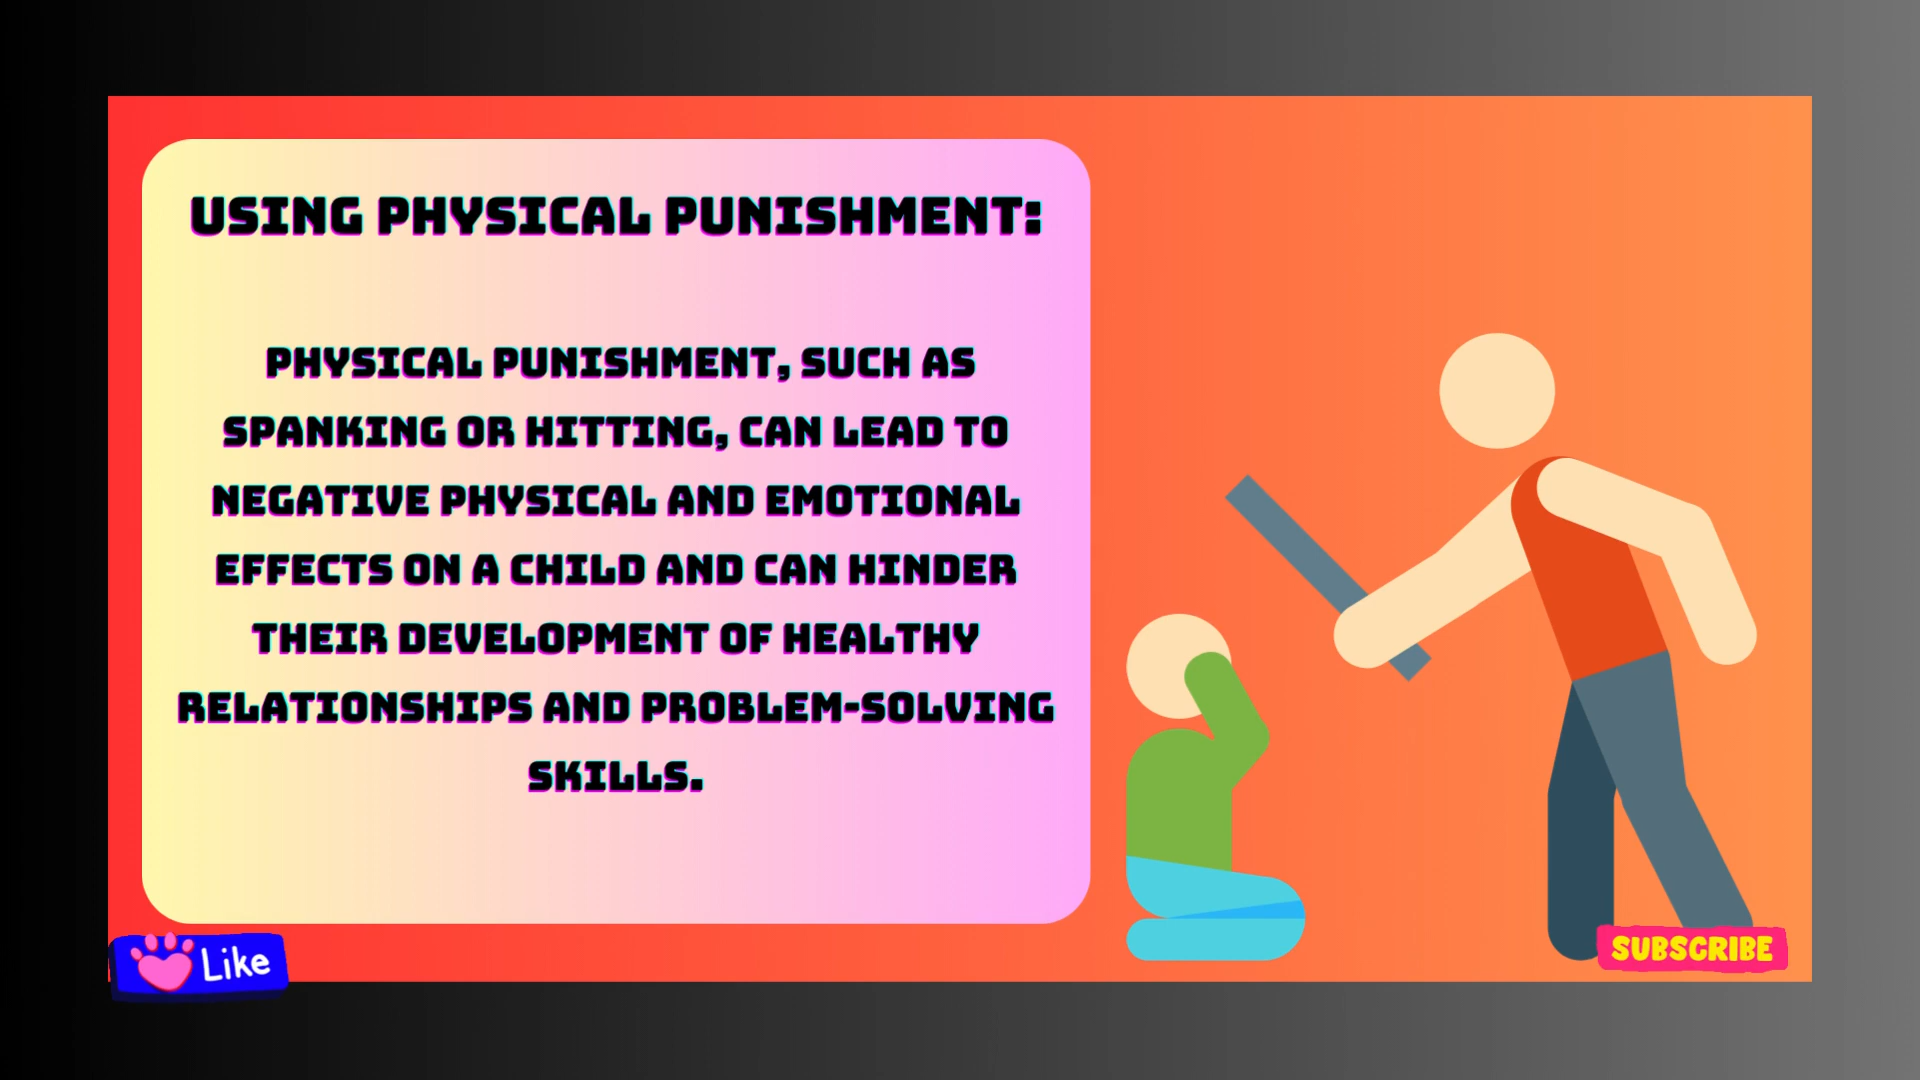 USING PHYSICAL PUNISHMENT:
PHYSICAL PUNISHMENT, SUCH AS
SPANKING OR HITTING, CAN LEAD TO
NEGATIVE PHYSICAL AND EMOTIONAL
EFFECTS ON A CHILD AND CAN HINDER
THEIR DEVELOPMENT OF HEALTHY
RELATIONSHIPS AND PROBLEM-SOLVING
SKILLS.
Like
SUBSCRIBE